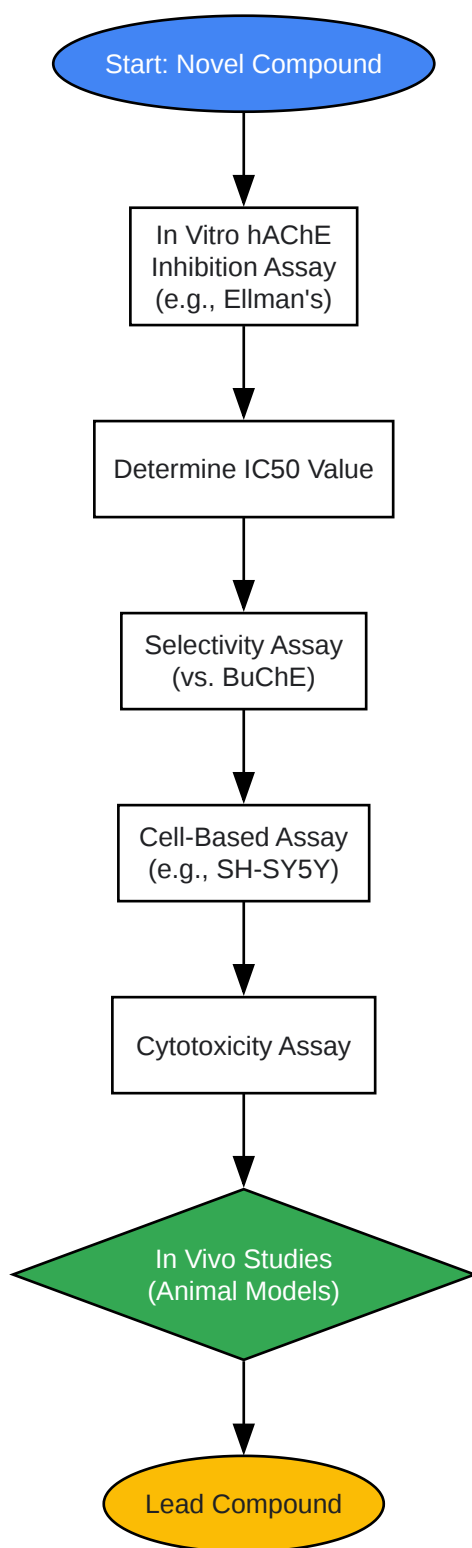 Start: Novel Compound
In Vitro hAChE
Inhibition Assay
(e.g., Ellman's)
Determine IC50 Value
Selectivity Assay
(vs. BuChE)
Cell-Based Assay
(e.g., SH-SY5Y)
Cytotoxicity Assay
In Vivo Studies
(Animal Models)
Lead Compound